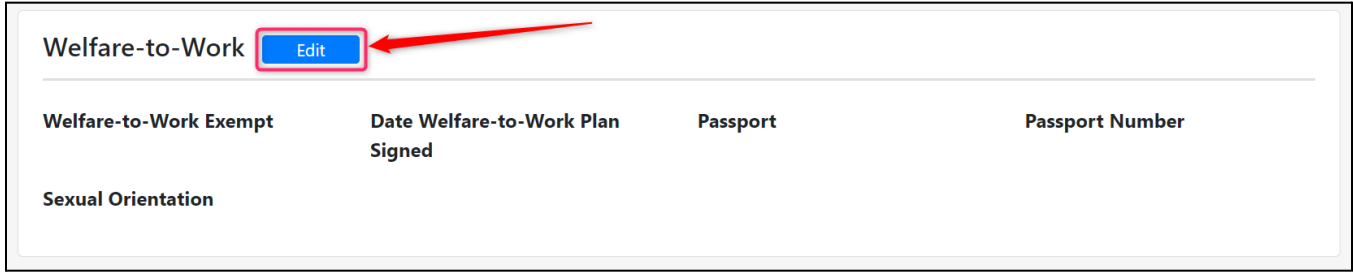 Welfare-to-Work Edit
Welfare-to-Work Exempt Date Welfare-to-Work Plan Passport Passport Number
Signed
Sexual Orientation